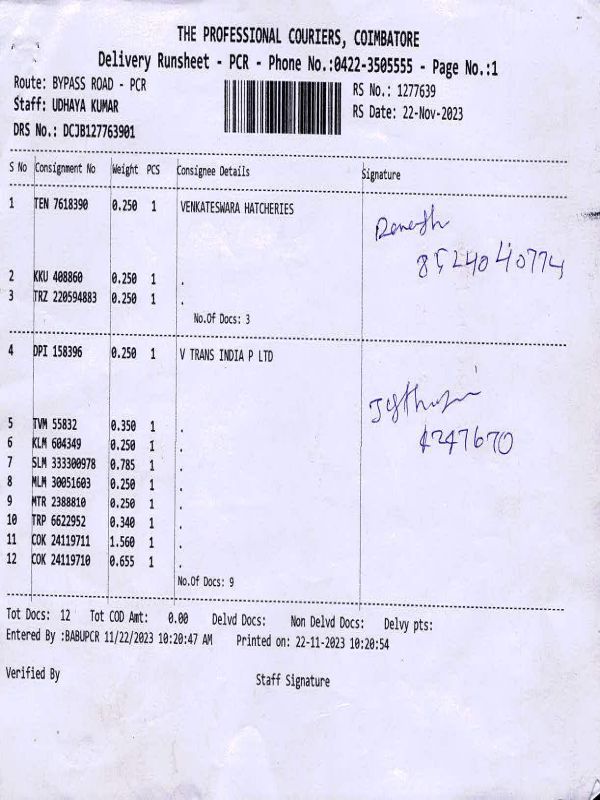 THE PROFESSIONAL COURIERS, COIMBATORE
Delivery Runsheet - PCR - Phone No.:0422-3505555 - Page No.:1
Route: BYPASS ROAD - PCR RS No.: 1277639
Staff: UDHAYA KUMAR RS Date: 22-Nov-2023
DRS No.: DCJB127763901
S No Consignment No Weight PCS Consignee Details Signature
1 TEN 7618390 0.250 1 VENKATESWARA HATCHERIES
8524040774
2 KKU 408860 0.250 1 .
3 TRZ 220594883 0.250 1 .
No.Of Docs: 3
4 DPI 158396 0.250 1 V TRANS INDIA P LTD
5 TVM 55832 0.350 1 .
6 KLM 604349 0.250 1 .
4247670
7 SLM 333300978 0.785 1 .
8 MLM 30051603 0.250 1 .
9 MTR 2388810 0.250 1 .
10 TRP 6622952 0.340 1 .
11 COK 24119711 1.560 1 .
12 COK 24119710 0.655 1 .
No.Of Docs: 9
Tot Docs: 12 Tot COD Amt: 0.00 Delvd Docs: Non Delvd Docs: Delvy pts:
Entered By :BABUPCR 11/22/2023 10:20:47 AM Printed on: 22-11-2023 10:20:54
Verified By Staff Signature